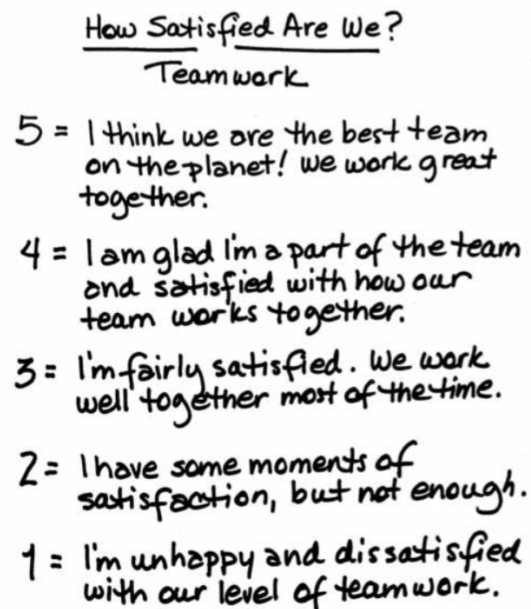 How Satisfied Are We?
Teamwork
5 = I think we are the best team
on the planet! We work great
together.
4 = I am glad I'm a part of the team
and satisfied with how our
team works together.
3 = I'm fairly satisfied. We work
well together most of the time.
2 = I have some moments of
satisfaction, but not enough.
1 = I'm unhappy and dissatisfied
with our level of teamwork.